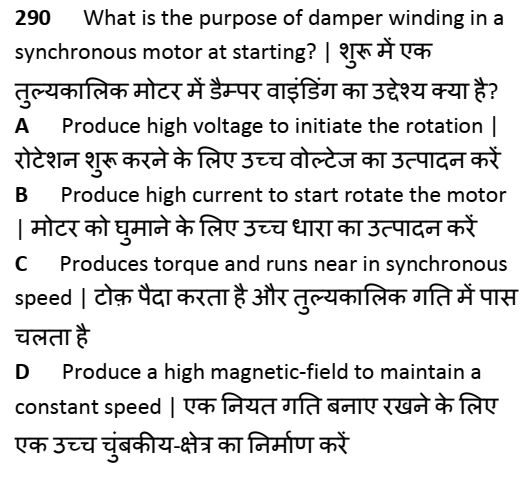 290 What is the purpose of damper winding in a
synchronous motor at starting? | शुरू में एक
तुल्यकालिक मोटर में डैम्पर वाइंडिंग का उद्देश्य क्या है?
A Produce high voltage to initiate the rotation |
रोटेशन शुरू करने के लिए उच्च वोल्टेज का उत्पादन करें
B Produce high current to start rotate the motor
| मोटर को घुमाने के लिए उच्च धारा का उत्पादन करें
C Produces torque and runs near in synchronous
speed | टोक़ पैदा करता है और तुल्यकालिक गति में पास
चलता है
D Produce a high magnetic-field to maintain a
constant speed | एक नियत गति बनाए रखने के लिए
एक उच्च चुंबकीय-क्षेत्र का निर्माण करें